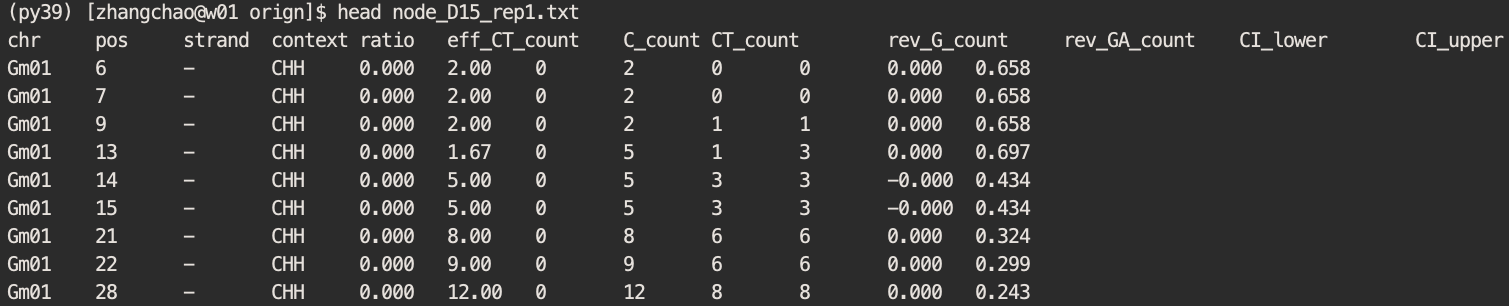 (py39) [zhangchao@w01 orign]$ head node_D15_rep1.txt
chr pos strand context ratio eff_CT_count C_count CT_count rev_G_count rev_GA_count CI_lower CI_upper
Gm01 6 - CHH 0.000 2.00 0 2 0 0 0.000 0.658
Gm01 7 - CHH 0.000 2.00 0 2 0 0 0.000 0.658
Gm01 9 - CHH 0.000 2.00 0 2 1 1 0.000 0.658
Gm01 13 - CHH 0.000 1.67 0 5 1 3 0.000 0.697
Gm01 14 - CHH 0.000 5.00 0 5 3 3 -0.000 0.434
Gm01 15 - CHH 0.000 5.00 0 5 3 3 -0.000 0.434
Gm01 21 - CHH 0.000 8.00 0 8 6 6 0.000 0.324
Gm01 22 - CHH 0.000 9.00 0 9 6 6 0.000 0.299
Gm01 28 - CHH 0.000 12.00 0 12 8 8 0.000 0.243